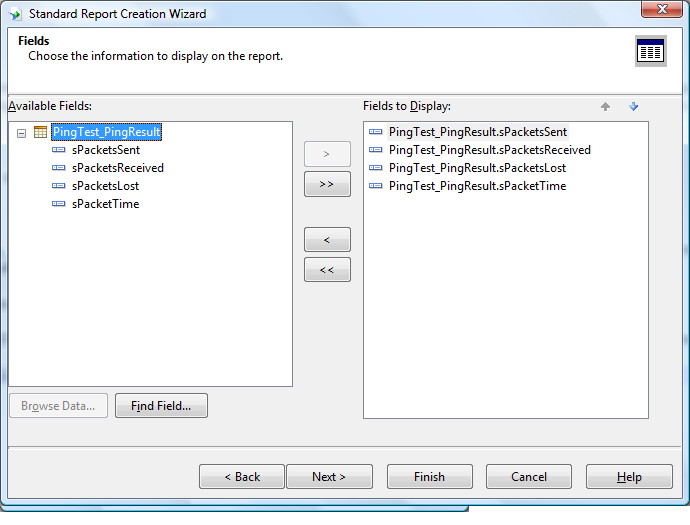 Standard Report Creation Wizard
Fields
Choose the information to display on the report.
Available Fields:
PingTest_PingResult
sPacketsSent
sPacketsReceived
sPacketsLost
sPacketTime
>
>>
<
<<
Fields to Display:
PingTest_PingResult.sPacketsSent
PingTest_PingResult.sPacketsReceived
PingTest_PingResult.sPacketsLost
PingTest_PingResult.sPacketTime
Browse Data...
Find Field...
< Back
Next >
Finish
Cancel
Help